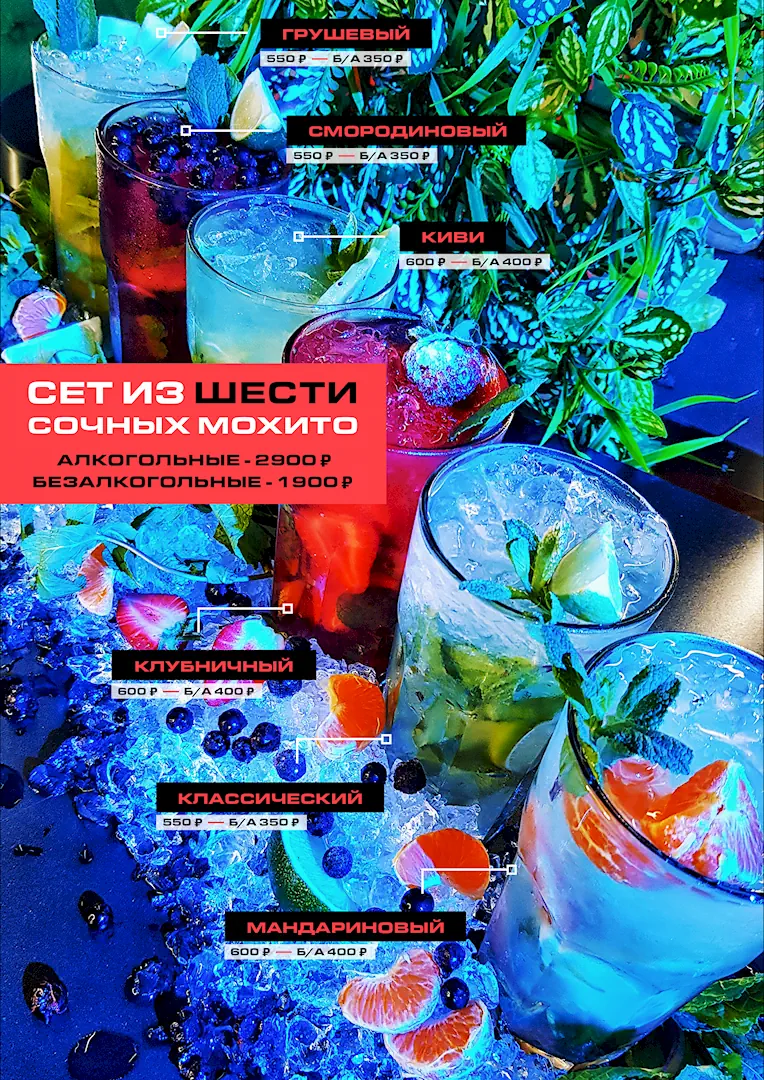 ГРУШЕВЫЙ
550 ₽ — Б/А 350 ₽
СМОРОДИНОВЫЙ
550 ₽ — Б/А 350 ₽
КИВИ
600 ₽ — Б/А 400 ₽
СЕТ ИЗ ШЕСТИ
СОЧНЫХ МОХИТО
АЛКОГОЛЬНЫЕ - 2900 ₽
БЕЗАЛКОГОЛЬНЫЕ - 1900 ₽
КЛУБНИЧНЫЙ
600 ₽ — Б/А 400 ₽
КЛАССИЧЕСКИЙ
550 ₽ — Б/А 350 ₽
МАНДАРИНОВЫЙ
600 ₽ — Б/А 400 ₽